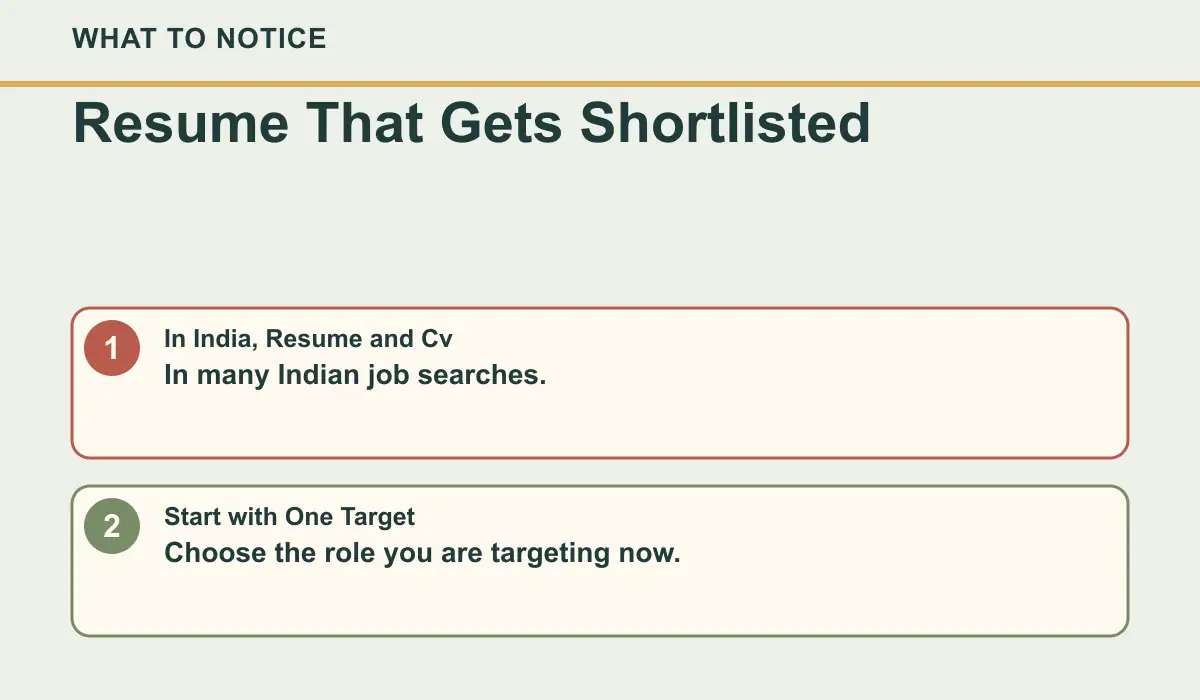 WHAT TO NOTICE
Resume That Gets Shortlisted
1
In India, Resume and Cv
In many Indian job searches.
2
Start with One Target
Choose the role you are targeting now.